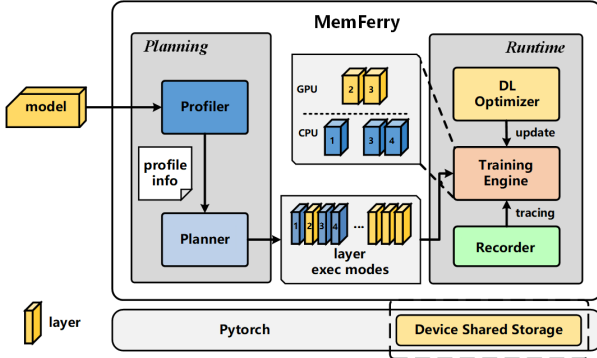 MemFerry
Planning
Runtime
model
Profiler
profile
info
Planner
GPU
2 3
CPU
1 3 4
1 2 3 4 ...
layer
exec modes
DL
Optimizer
update
Training
Engine
tracing
Recorder
layer
Pytorch
Device Shared Storage